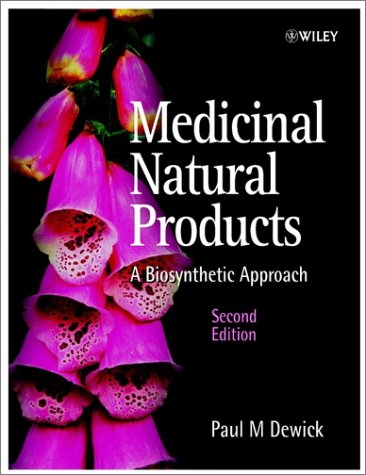 WILEY
Medicinal
Natural
Products
A Biosynthetic Approach
Second
Edition
Paul M Dewick